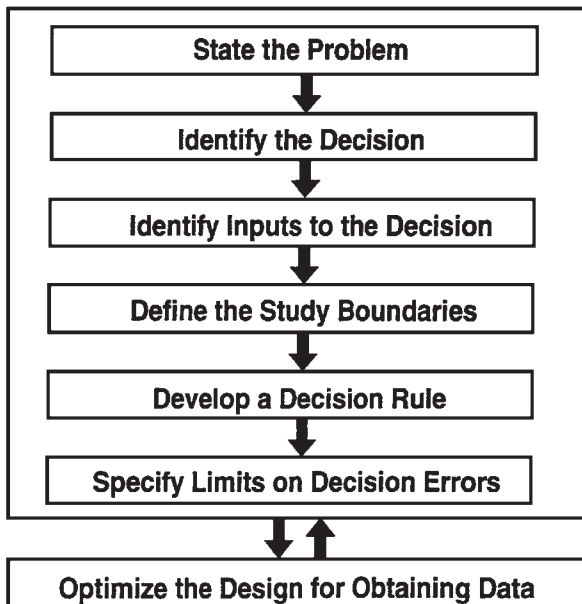 State the Problem
Identify the Decision
Identify Inputs to the Decision
Define the Study Boundaries
Develop a Decision Rule
Specify Limits on Decision Errors
Optimize the Design for Obtaining Data